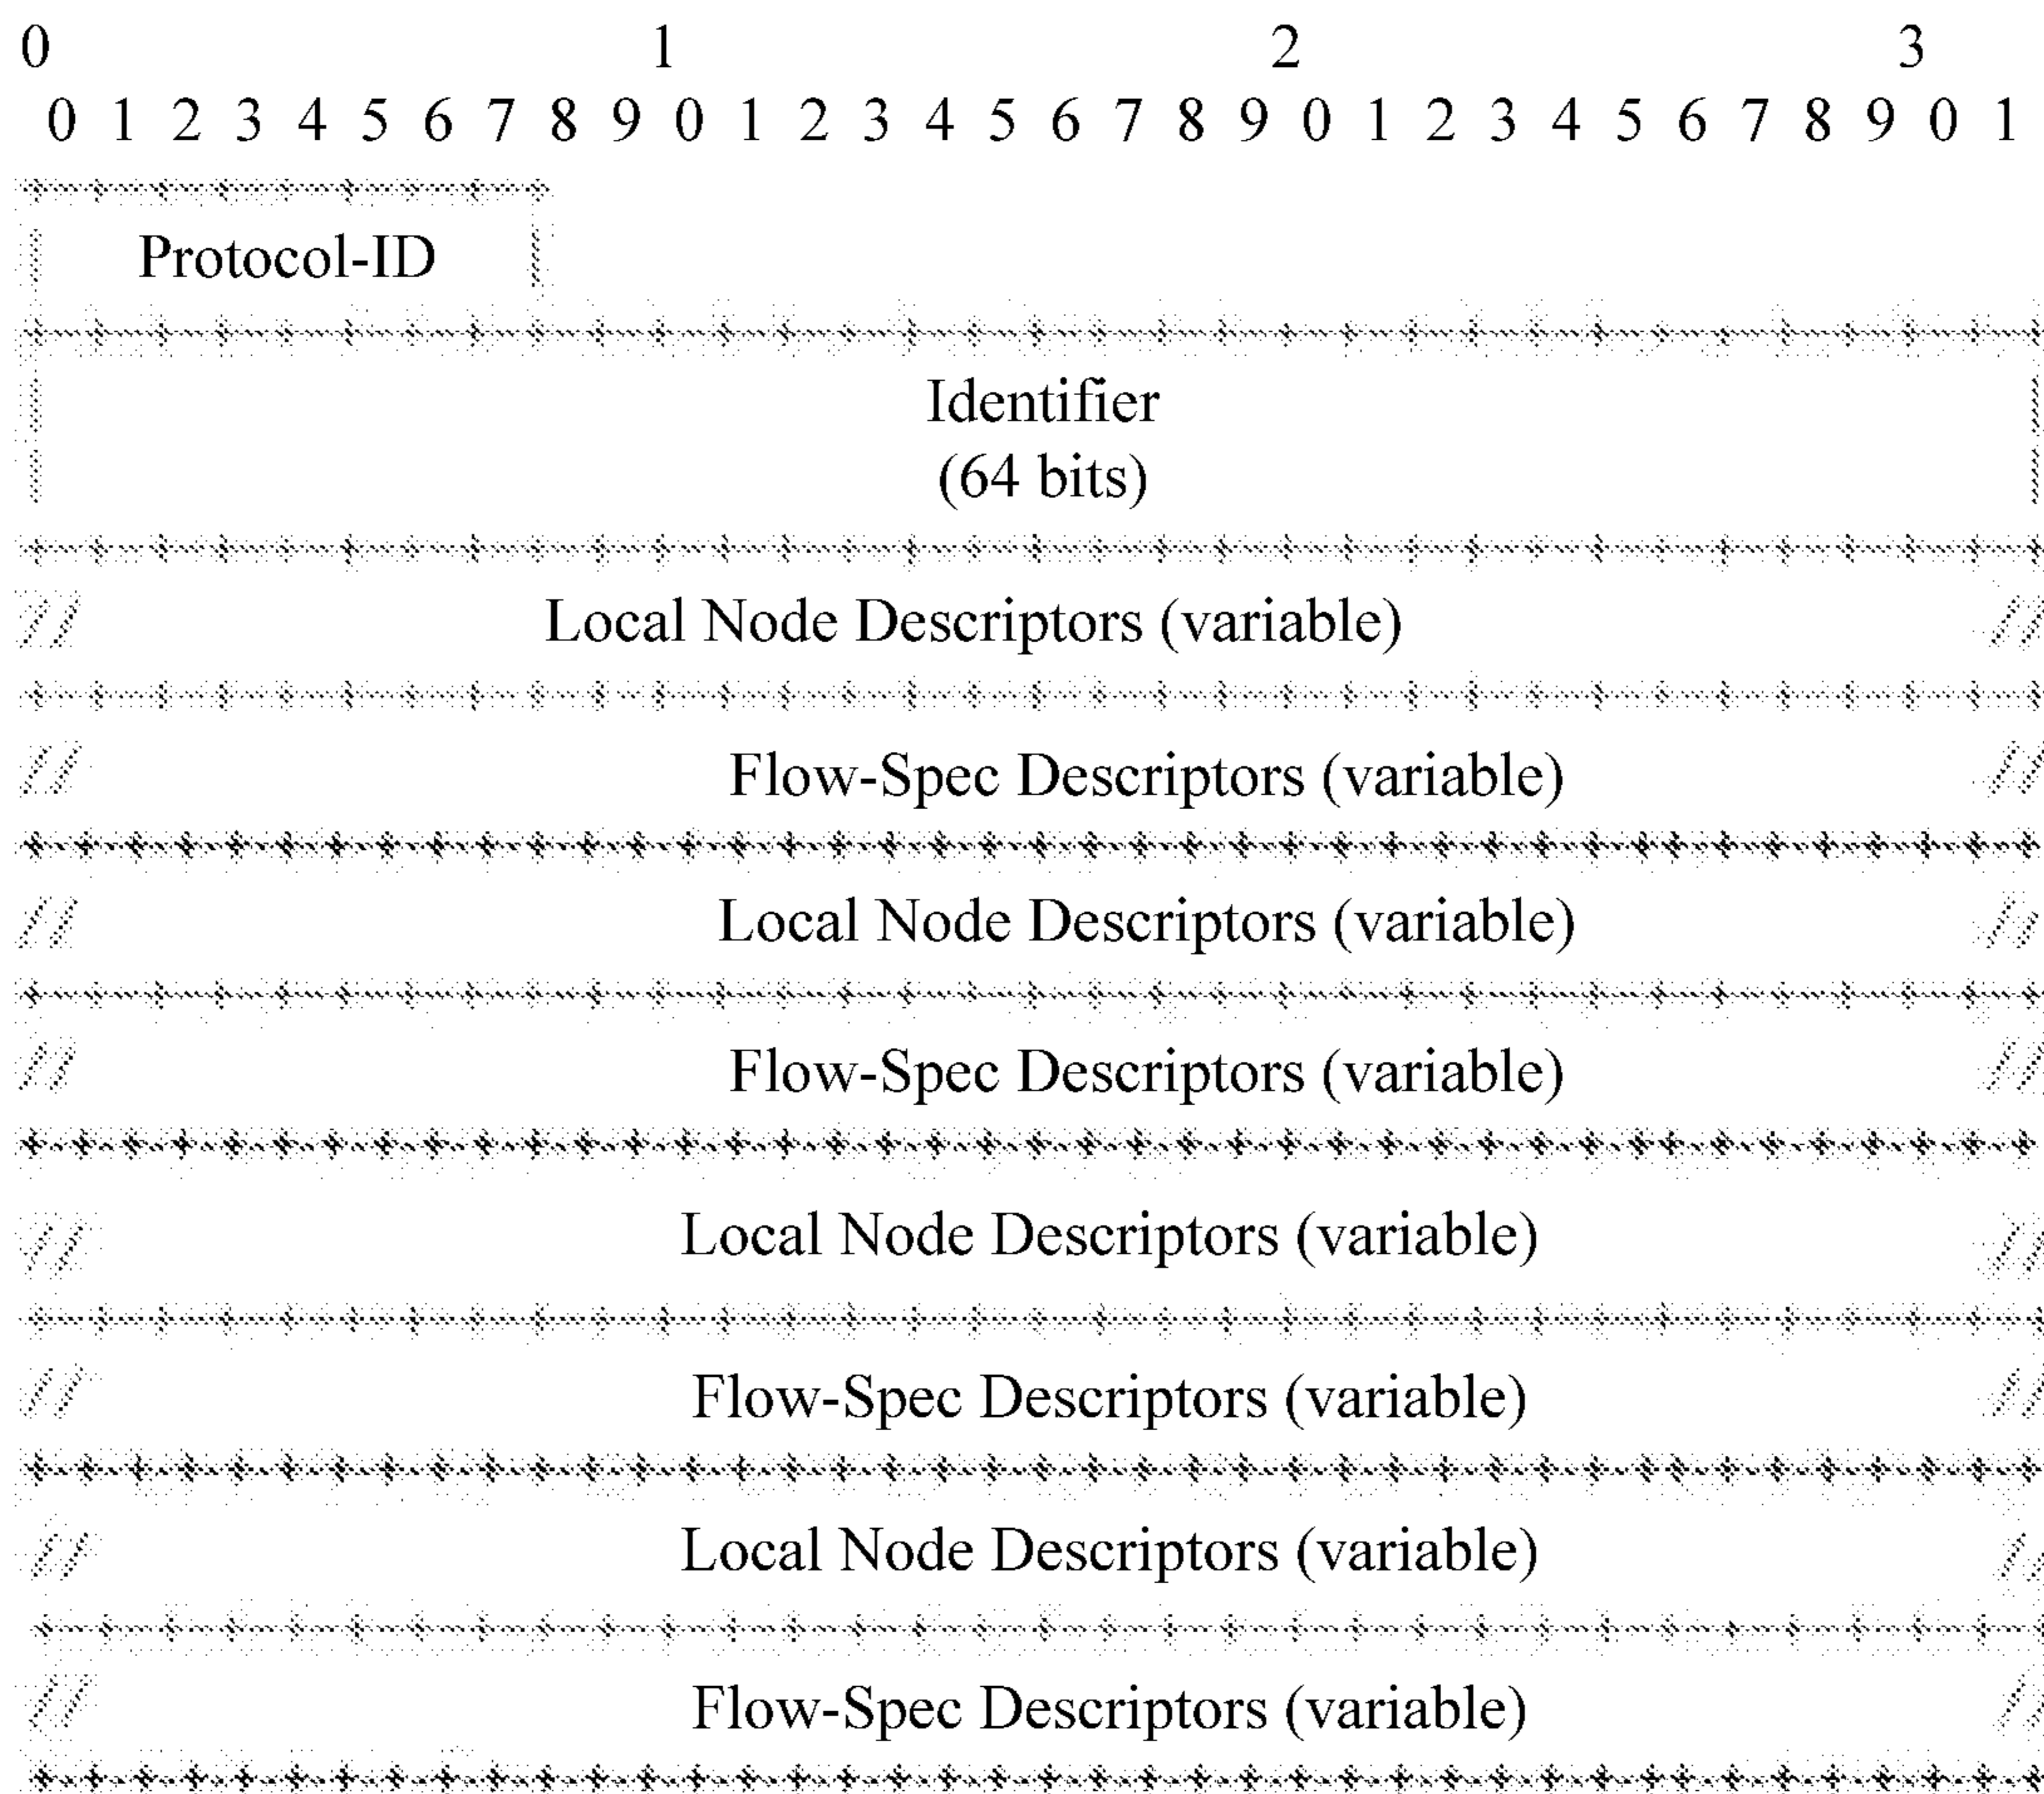 0 1 2 3
0 1 2 3 4 5 6 7 8 9 0 1 2 3 4 5 6 7 8 9 0 1 2 3 4 5 6 7 8 9 0 1
Protocol-ID
Identifier
(64 bits)
// Local Node Descriptors (variable) //
// Flow-Spec Descriptors (variable) //
// Local Node Descriptors (variable) //
// Flow-Spec Descriptors (variable) //
// Local Node Descriptors (variable) //
// Flow-Spec Descriptors (variable) //
// Local Node Descriptors (variable) //
// Flow-Spec Descriptors (variable) //